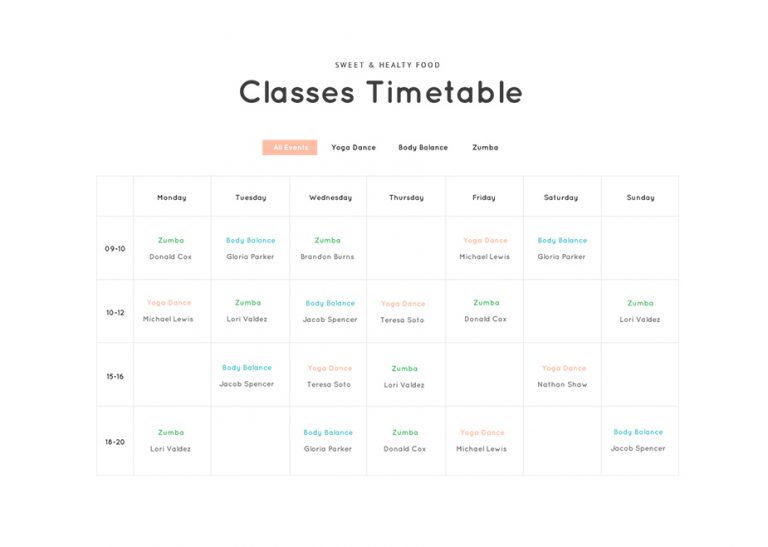 SWEET & HEALTY FOOD
Classes Timetable
All Events Yoga Dance Body Balance Zumba
Monday Tuesday Wednesday Thursday Friday Saturday Sunday
09-10
Zumba Body Balance Zumba Yoga Dance Body Balance
Donald Cox Gloria Parker Brandon Burns Michael Lewis Gloria Parker
10-12
Yoga Dance Zumba Body Balance Yoga Dance Zumba Zumba
Michael Lewis Lori Valdez Jacob Spencer Teresa Soto Donald Cox Lori Valdez
15-16
Body Balance Yoga Dance Zumba Yoga Dance
Jacob Spencer Teresa Soto Lori Valdez Nathan Shaw
18-20
Zumba Body Balance Zumba Yoga Dance Body Balance
Lori Valdez Gloria Parker Donald Cox Michael Lewis Jacob Spencer